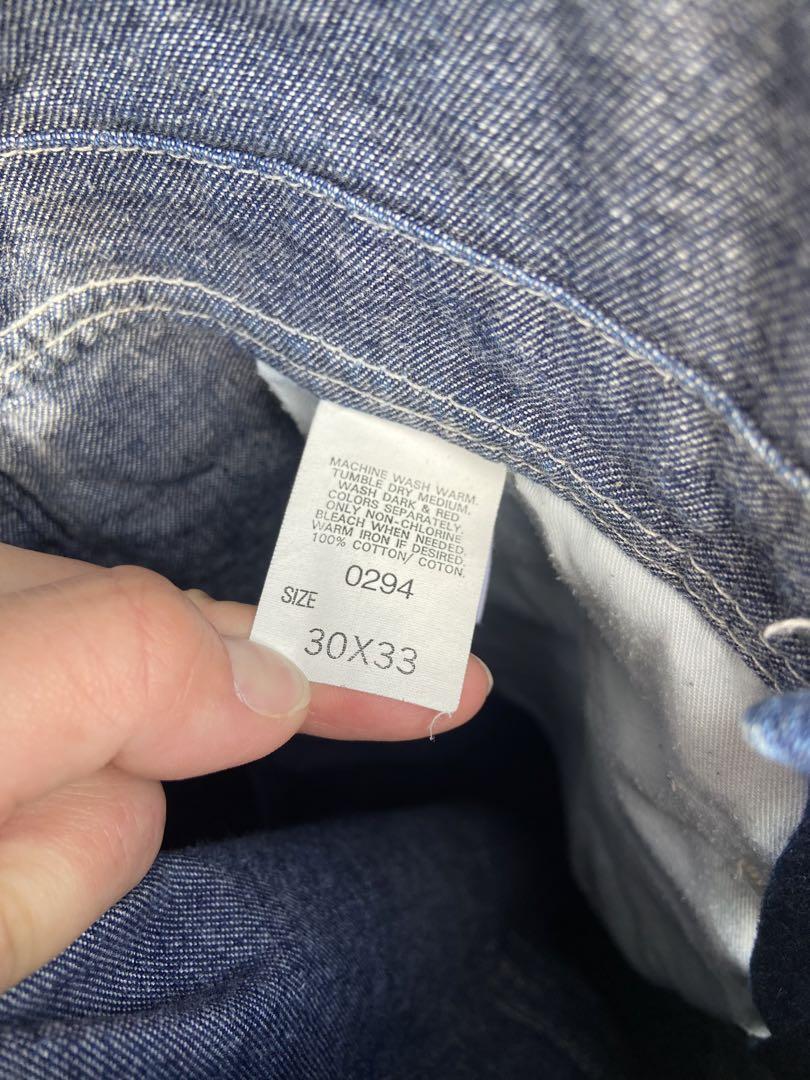 MACHINE WASH WARM.
TUMBLE DRY MEDIUM.
WASH DARK & RED
COLORS SEPARATELY.
ONLY NON-CHLORINE
BLEACH WHEN NEEDED.
WARM IRON IF DESIRED.
100% COTTON/ COTON.
0294
SIZE
30X33